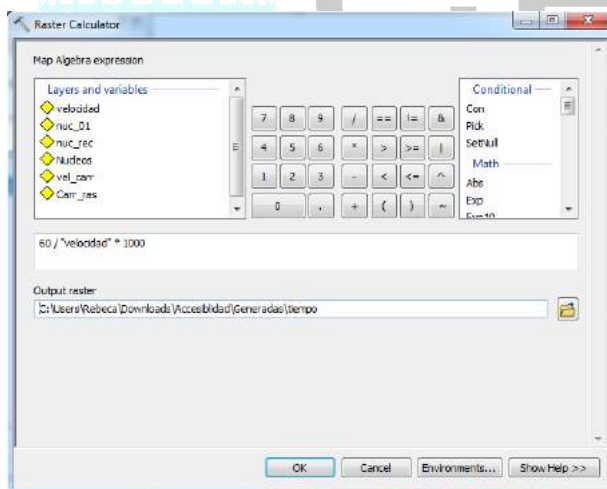 Raster Calculator
Map Algebra expression
Layers and variables
velocidad
nuc_01
nuc_rec
Nucleos
vel_carr
Carr_ras
7 8 9 / == != &
4 5 6 * > >= |
1 2 3 - < <= ^
0 . + ( ) ~
Conditional
Con
Pick
SetNull
Math
Abs
Exp
Exp10
60 / "velocidad" * 1000
Output raster
C:\Users\Rebeca\Downloads\Accesiblidad\Generadas\tiempo
OK Cancel Environments... Show Help >>